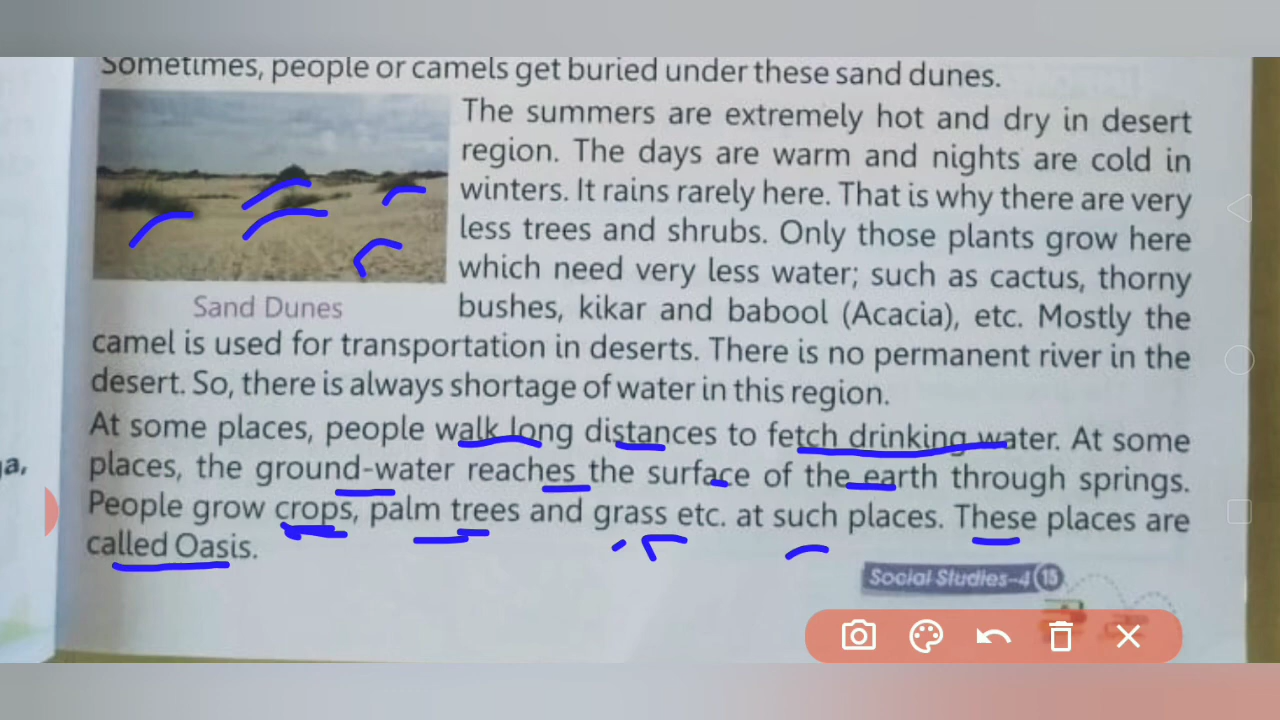 Sometimes, people or camels get buried under these sand dunes.
The summers are extremely hot and dry in desert
region. The days are warm and nights are cold in
winters. It rains rarely here. That is why there are very
less trees and shrubs. Only those plants grow here
which need very less water; such as cactus, thorny
Sand Dunes
bushes, kikar and babool (Acacia), etc. Mostly the
camel is used for transportation in deserts. There is no permanent river in the
desert. So, there is always shortage of water in this region.
At some places, people walk long distances to fetch drinking water. At some
places, the ground-water reaches the surface of the earth through springs.
People grow crops, palm trees and grass etc. at such places. These places are
called Oasis.
Social Studies-4 15